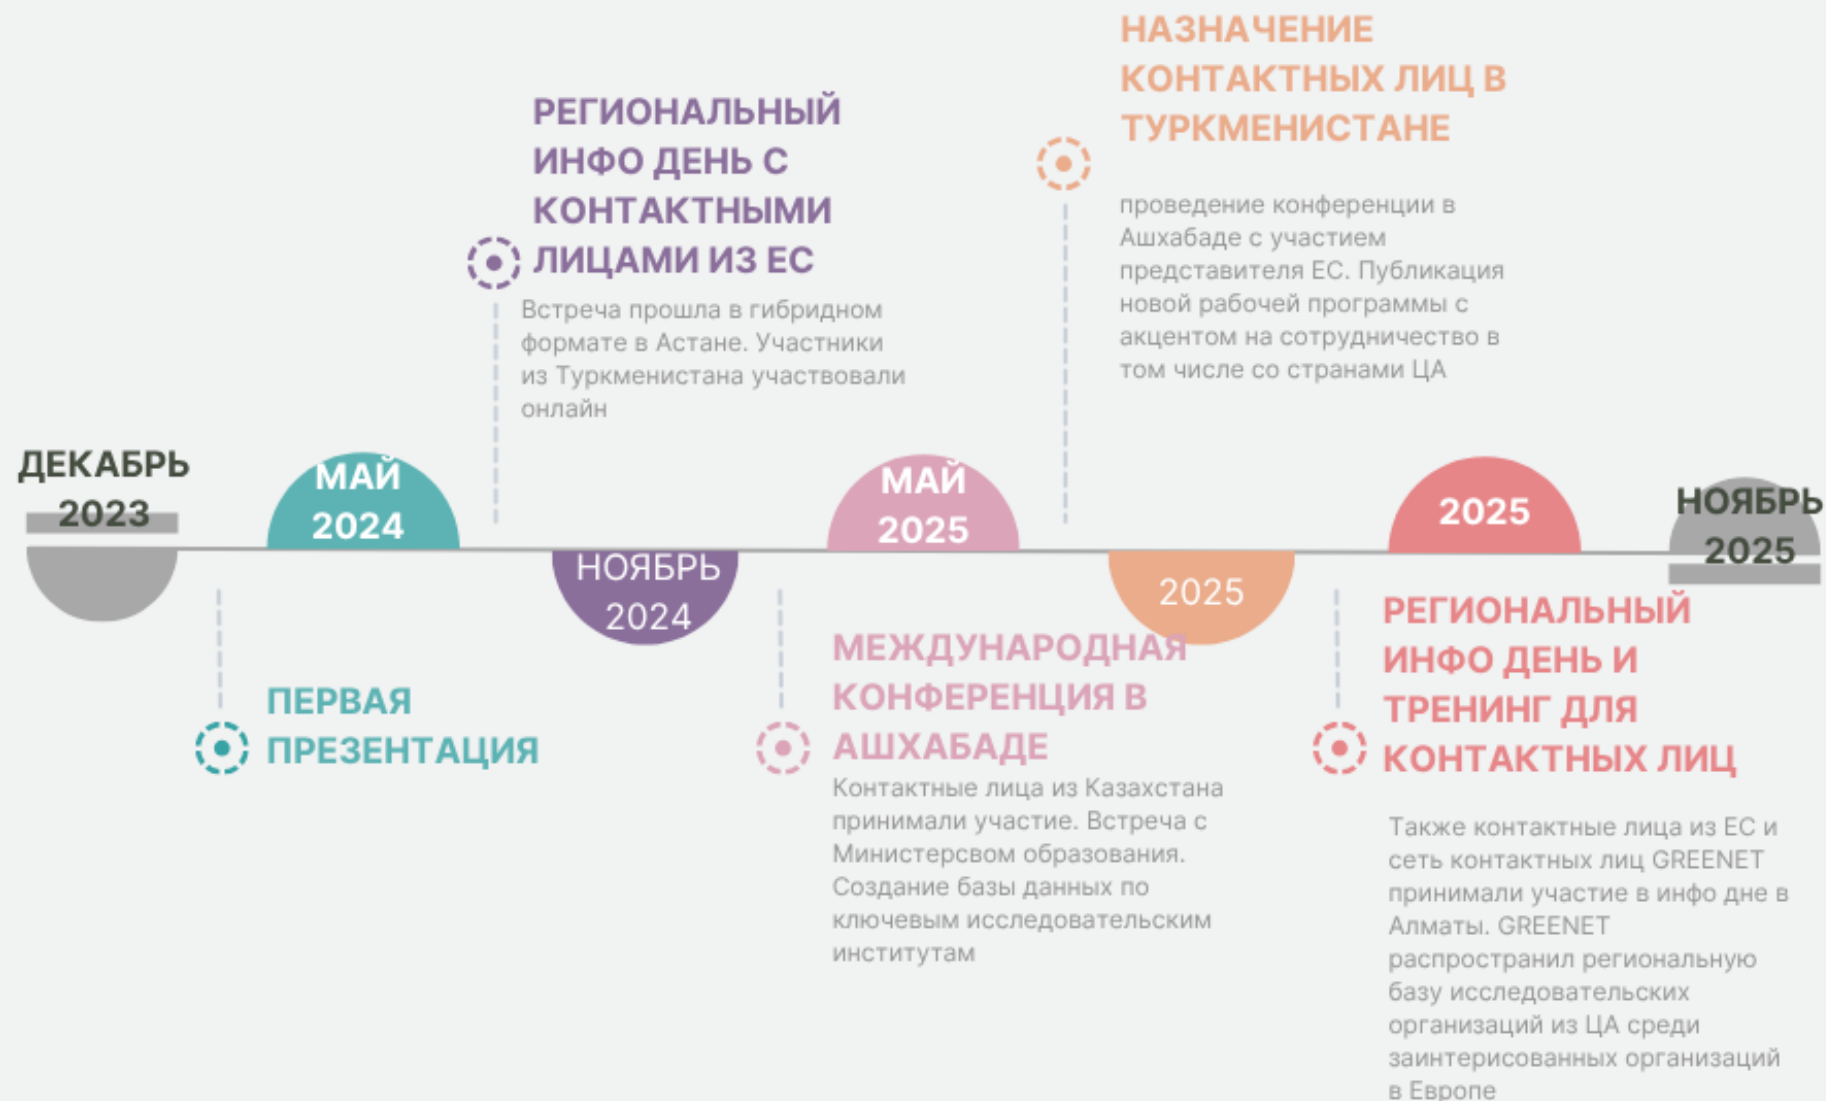 ДЕКАБРЬ
2023
МАЙ
2024
ПЕРВАЯ
ПРЕЗЕНТАЦИЯ
РЕГИОНАЛЬНЫЙ
ИНФО ДЕНЬ С
КОНТАКТНЫМИ
ЛИЦАМИ ИЗ ЕС
Встреча прошла в гибридном
формате в Астане. Участники
из Туркменистана участвовали
онлайн
НОЯБРЬ
2024
МАЙ
2025
МЕЖДУНАРОДНАЯ
КОНФЕРЕНЦИЯ В
АШХАБАДЕ
Контактные лица из Казахстана
принимали участие. Встреча с
Министерсвом образования.
Создание базы данных по
ключевым исследовательским
институтам
НАЗНАЧЕНИЕ
КОНТАКТНЫХ ЛИЦ В
ТУРКМЕНИСТАНЕ
проведение конференции в
Ашхабаде с участием
представителя ЕС. Публикация
новой рабочей программы с
акцентом на сотрудничество в
том числе со странами ЦА
2025
2025
РЕГИОНАЛЬНЫЙ
ИНФО ДЕНЬ И
ТРЕНИНГ ДЛЯ
КОНТАКТНЫХ ЛИЦ
Также контактные лица из ЕС и
сеть контактных лиц GREENET
принимали участие в инфо дне в
Алматы. GREENET
распространил региональную
базу исследовательских
организаций из ЦА среди
заинтерисованных организаций
в Европе
НОЯБРЬ
2025